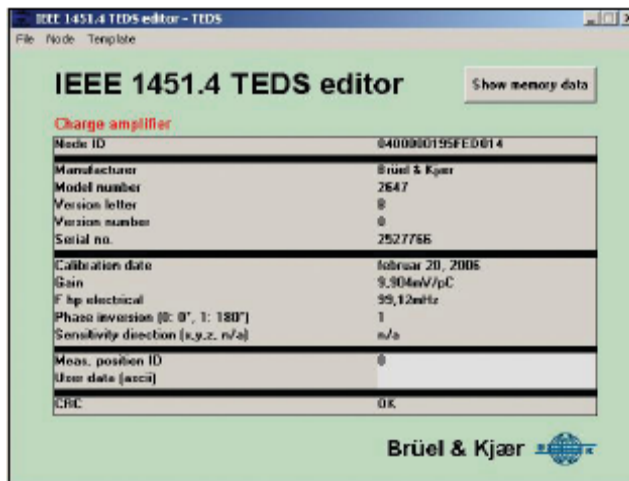 IEEE 1451.4 TEDS editor - TEDS
File Node Template
IEEE 1451.4 TEDS editor
Show memory data
Charge amplifier
Node ID 0400000195FED014
Manufacturer Brüel & Kjær
Model number 2647
Version letter B
Version number 0
Serial no. 2527766
Calibration date februar 20, 2006
Gain 9,904mV/pC
F hp electrical 99,12mHz
Phase inversion (0: 0°, 1: 180°) 1
Sensitivity direction (x,y,z, n/a) n/a
Meas. position ID 0
User data (ascii)
CRC OK
Brüel & Kjær